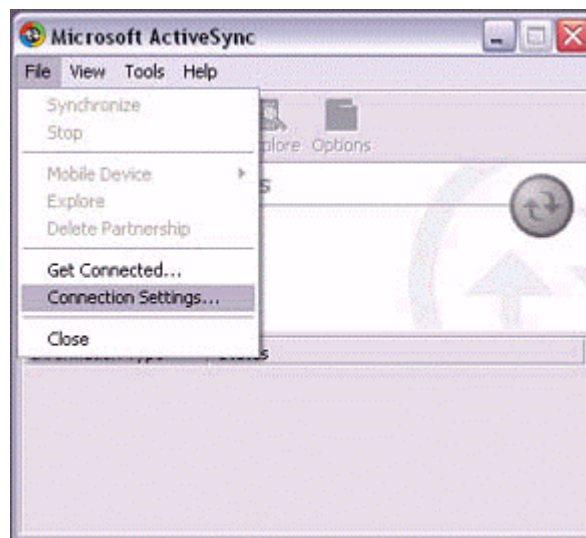 Microsoft ActiveSync
File View Tools Help
Synchronize
Stop
plore Options
Mobile Device
s
Explore
Delete Partnership
Get Connected...
Connection Settings...
Close